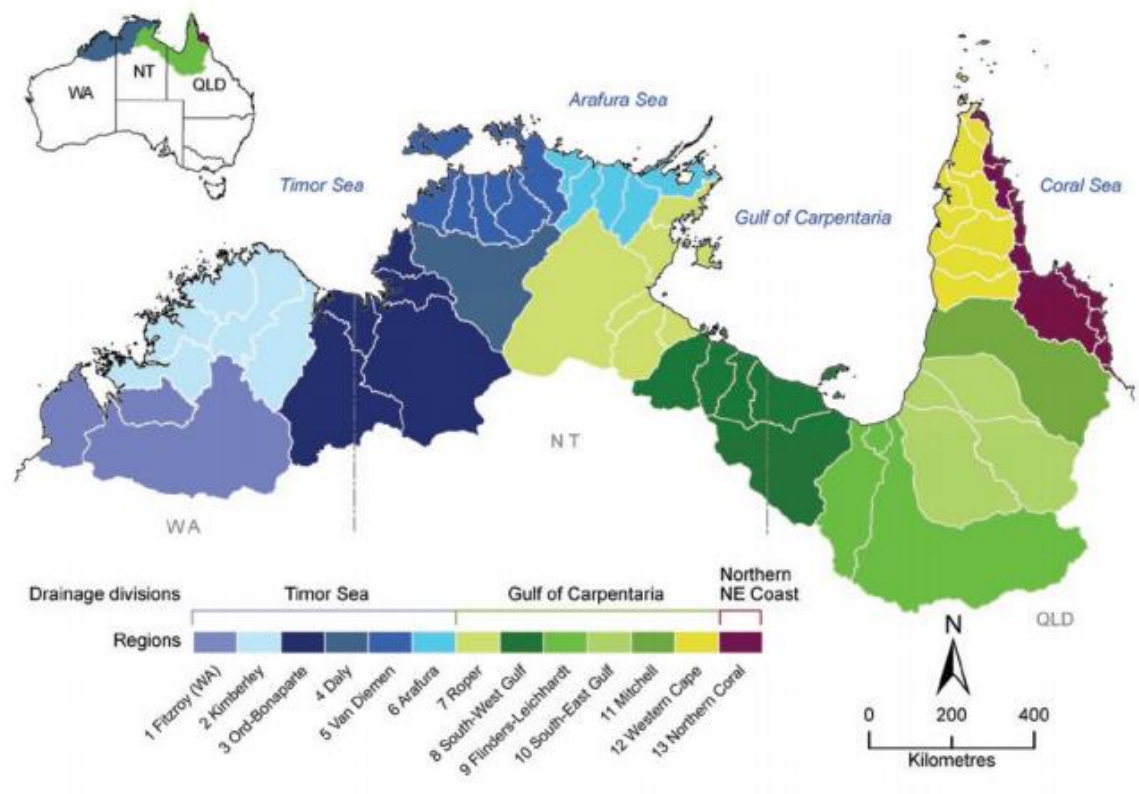 WA
NT
QLD
Arafura Sea
Timor Sea
Coral Sea
Gulf of Carpentaria
NT
WA
Drainage divisions
Timor Sea
Gulf of Carpentaria
Northern
NE Coast
Regions
1 Fitzroy (WA)
2 Kimberley
3 Ord-Bonaparte
4 Daly
5 Van Diemen
6 Arafura
7 Roper
8 South-West Gulf
9 Flinders-Leichhardt
10 South-East Gulf
11 Mitchell
12 Western Cape
13 Northern Coral
N
QLD
0 200 400
Kilometres